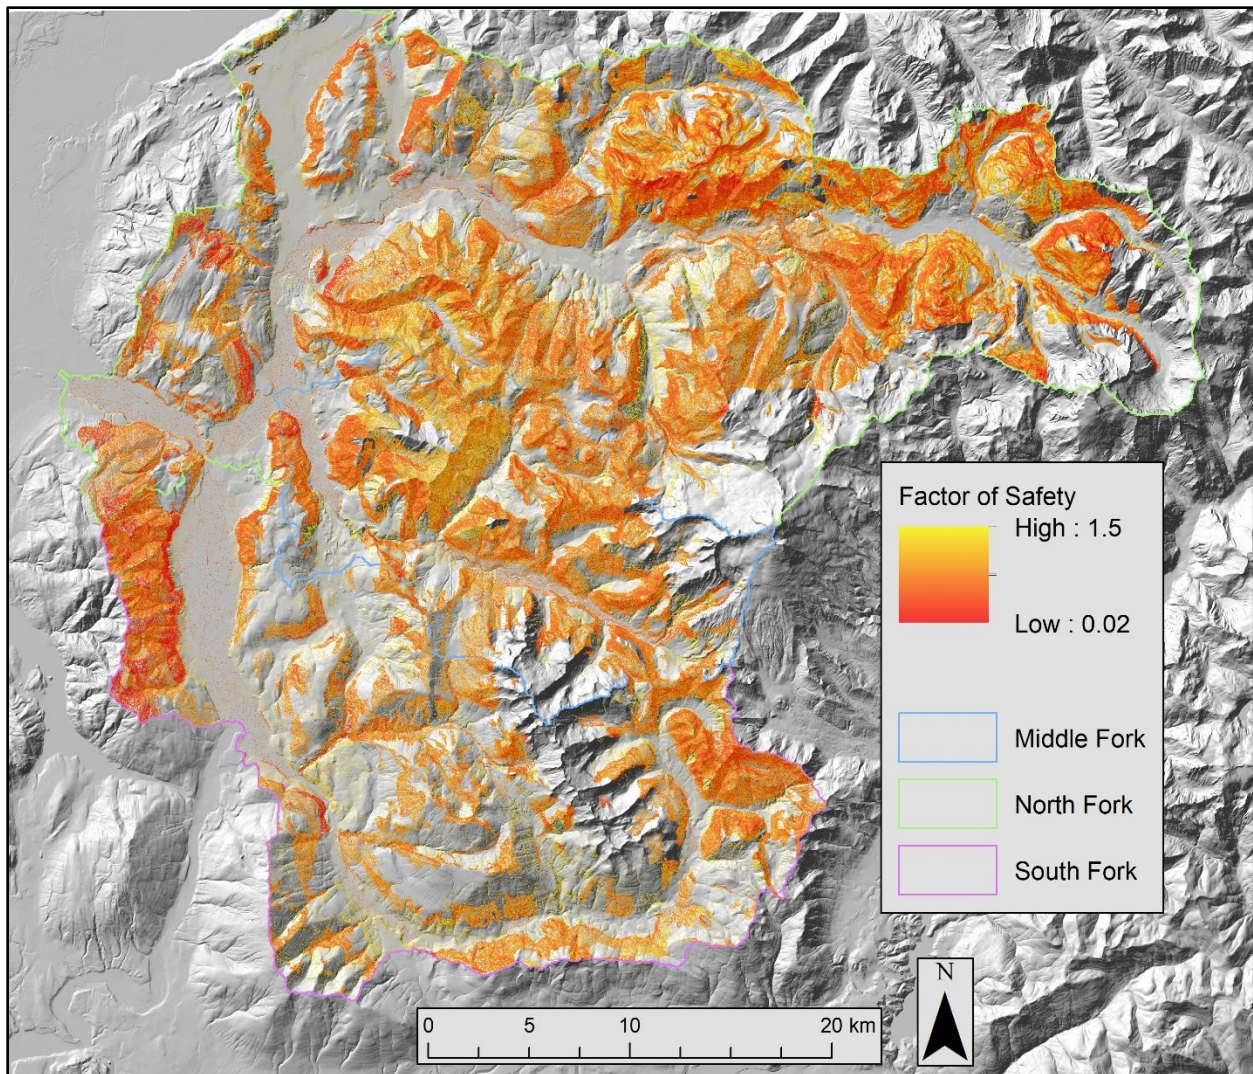 Factor of Safety
High : 1.5
Low : 0.02
Middle Fork
North Fork
South Fork
0 5 10 20 km
N